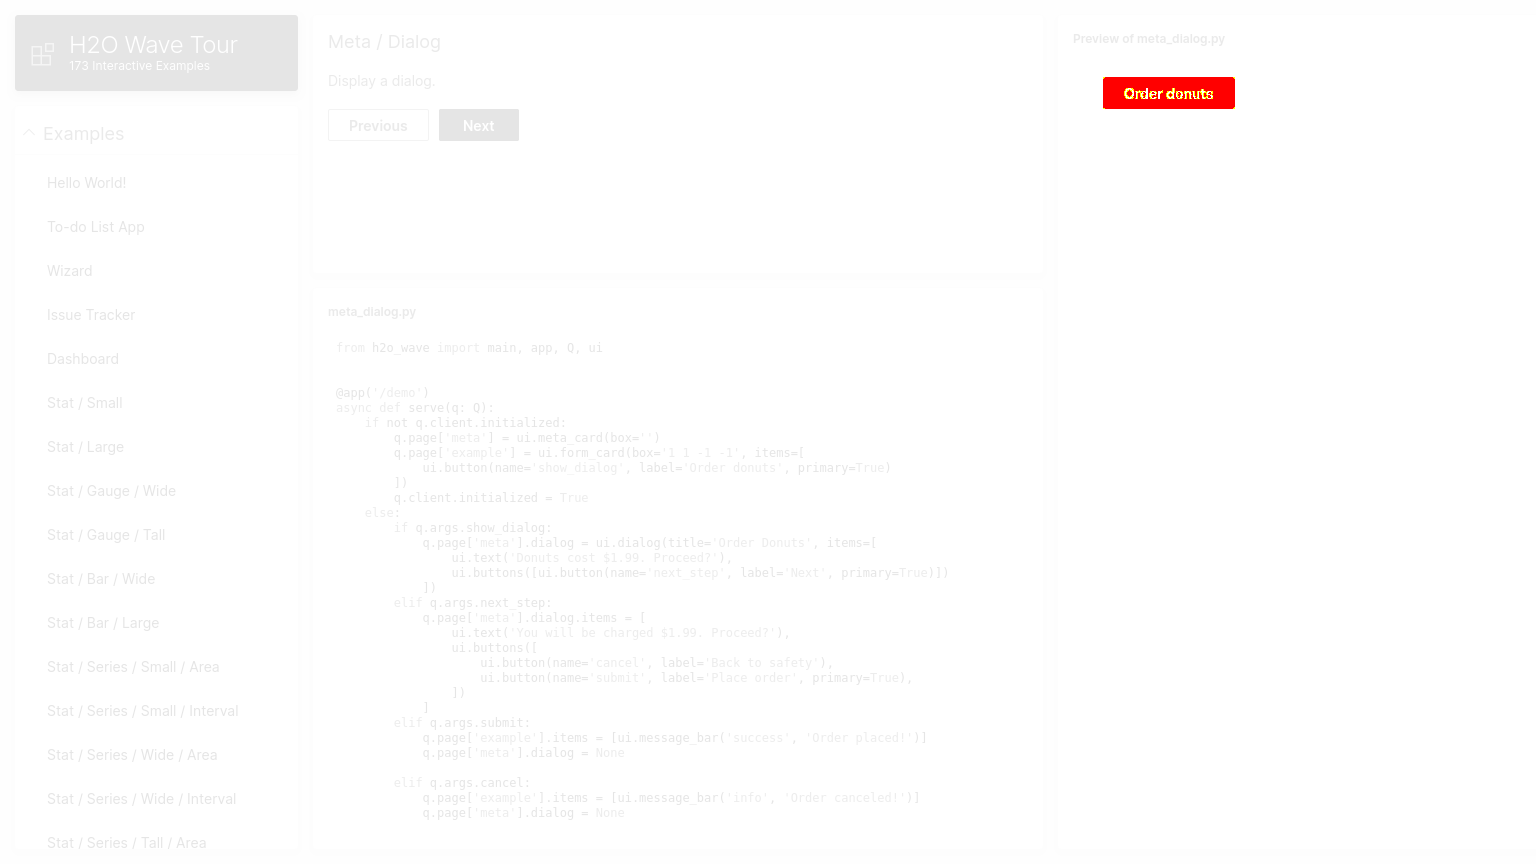 H2O Wave Tour
173 Interactive Examples
Examples
Hello World!
To-do List App
Wizard
Issue Tracker
Dashboard
Stat / Small
Stat / Large
Stat / Gauge / Wide
Stat / Gauge / Tall
Stat / Bar / Wide
Stat / Bar / Large
Stat / Series / Small / Area
Stat / Series / Small / Interval
Stat / Series / Wide / Area
Stat / Series / Wide / Interval
Stat / Series / Tall / Area
Meta / Dialog
Display a dialog.
Previous Next
meta_dialog.py
from h2o_wave import main, app, Q, ui
@app('/demo')
async def serve(q: Q):
    if not q.client.initialized:
        q.page['meta'] = ui.meta_card(box='')
        q.page['example'] = ui.form_card(box='1 1 -1 -1', items=[
            ui.button(name='show_dialog', label='Order donuts', primary=True)
        ])
        q.client.initialized = True
    else:
        if q.args.show_dialog:
            q.page['meta'].dialog = ui.dialog(title='Order Donuts', items=[
                ui.text('Donuts cost $1.99. Proceed?'),
                ui.buttons([ui.button(name='next_step', label='Next', primary=True)])
            ])
        elif q.args.next_step:
            q.page['meta'].dialog.items = [
                ui.text('You will be charged $1.99. Proceed?'),
                ui.buttons([
                    ui.button(name='cancel', label='Back to safety'),
                    ui.button(name='submit', label='Place order', primary=True),
                ])
            ]
        elif q.args.submit:
            q.page['example'].items = [ui.message_bar('success', 'Order placed!')]
            q.page['meta'].dialog = None
        elif q.args.cancel:
            q.page['example'].items = [ui.message_bar('info', 'Order canceled!')]
            q.page['meta'].dialog = None
Preview of meta_dialog.py
Order donuts